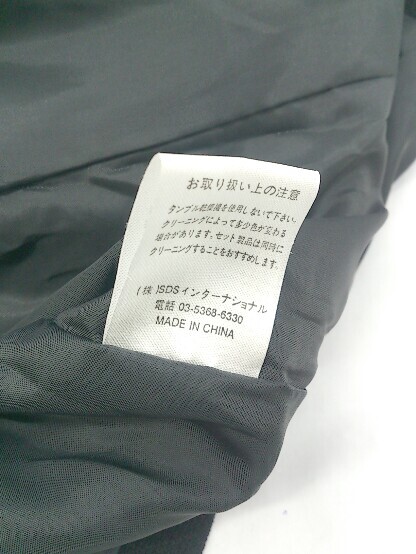 お取り扱い上の注意
タンブル乾燥機を使用しないで下さい。
クリーニングによって多少色が変わる
場合があります。セット製品は同時に
クリーニングすることをおすすめします。
(株)SDSインターナショナル
電話 03-5368-6330
MADE IN CHINA